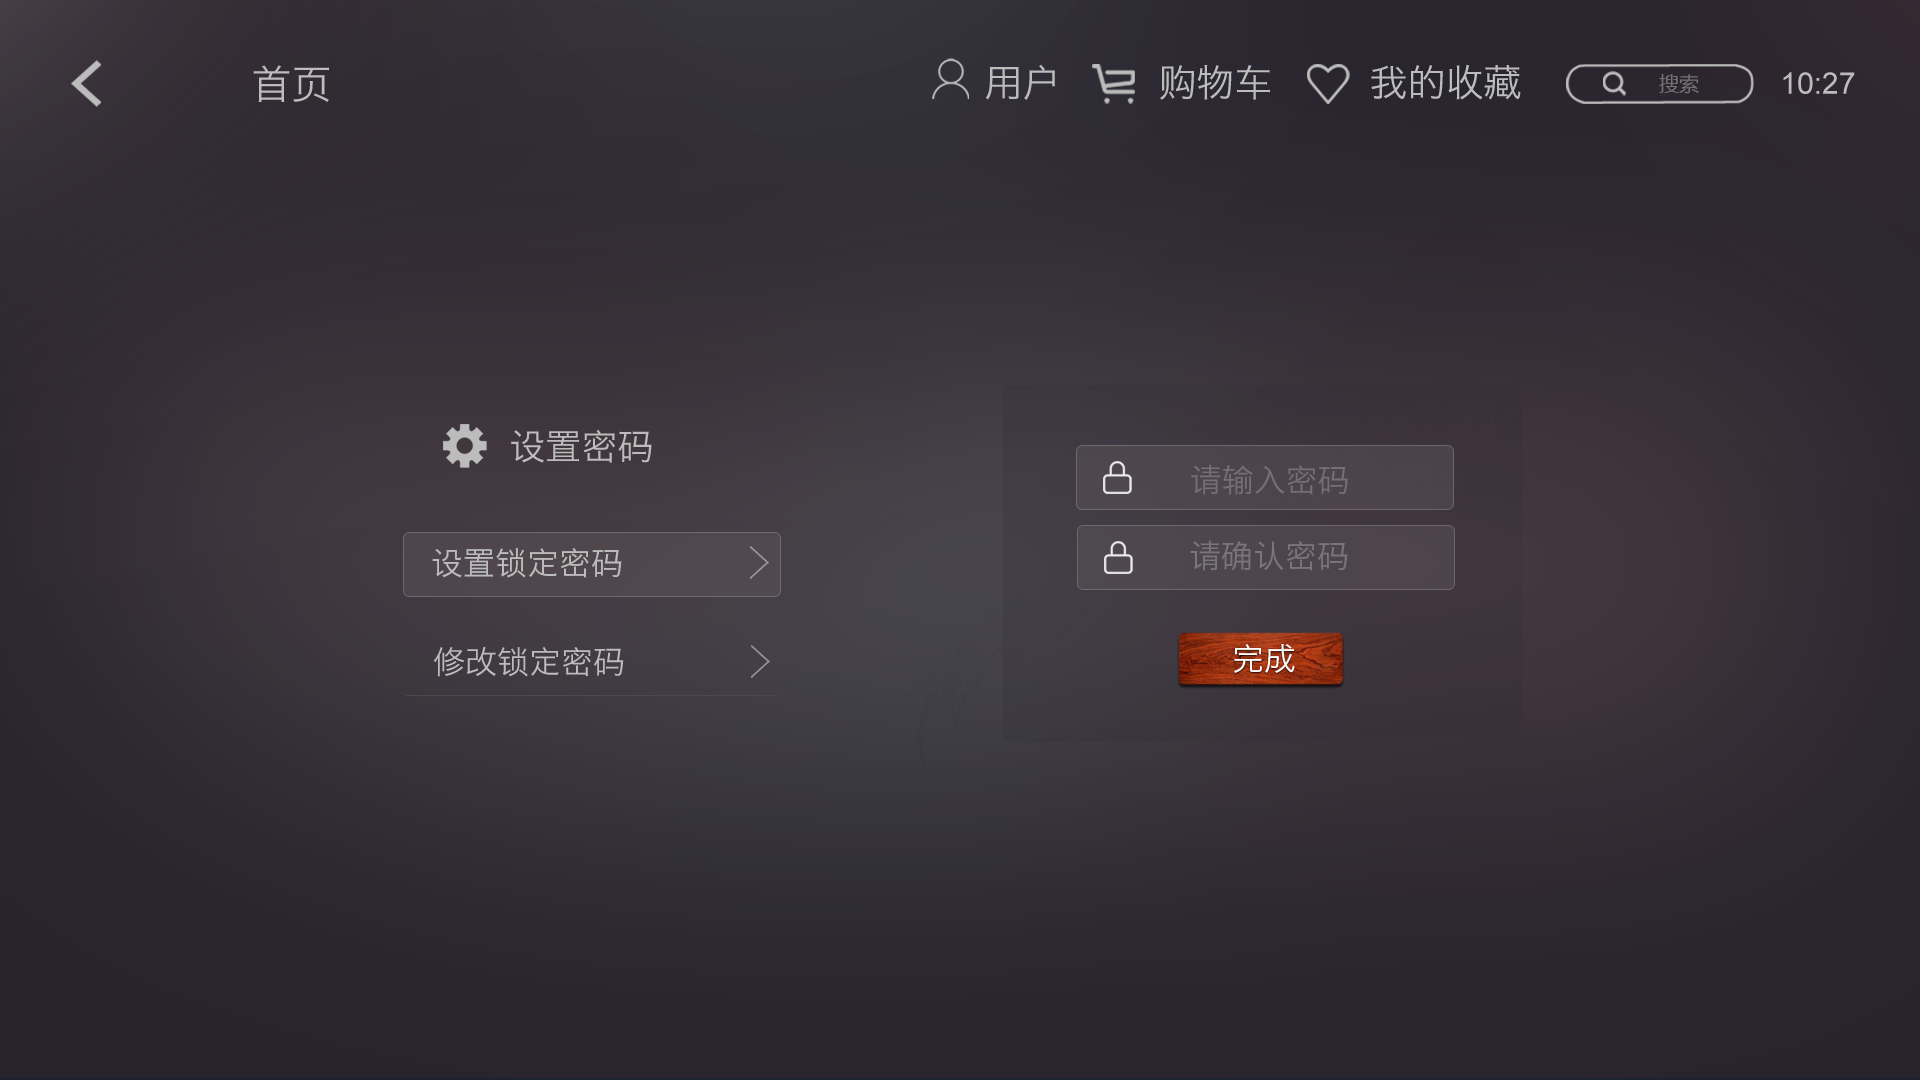 首页
用户
购物车
我的收藏
搜索
10:27
设置密码
设置锁定密码
修改锁定密码
请输入密码
请确认密码
完成